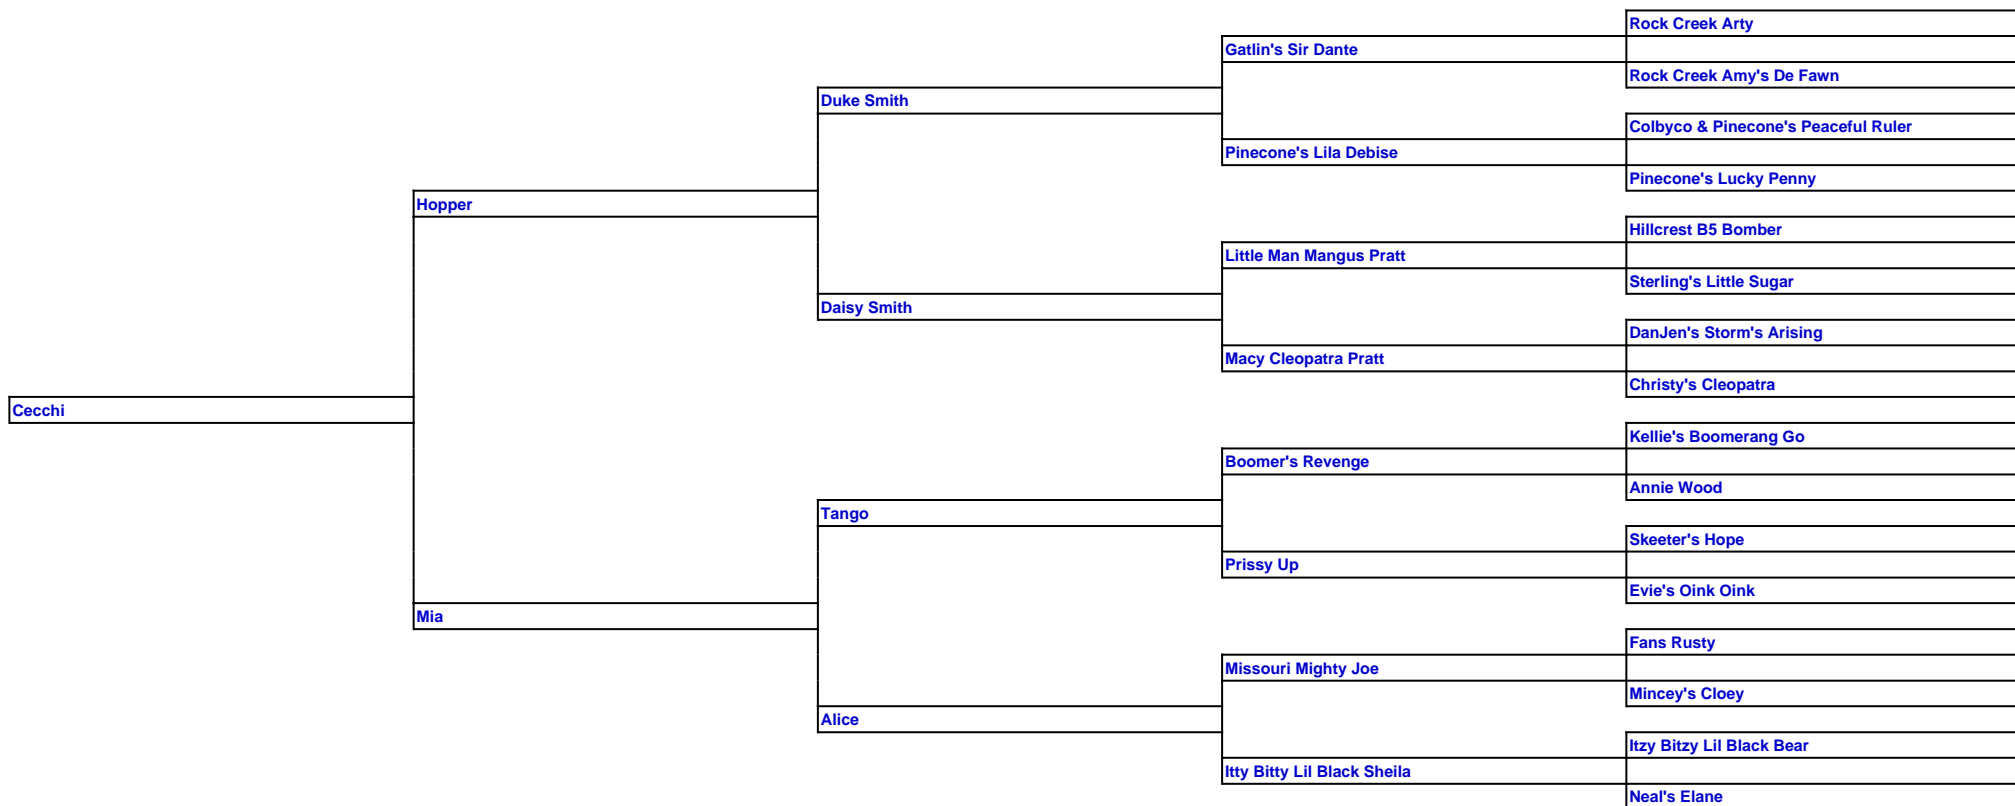 Rock Creek Arty
Gatlin's Sir Dante
Rock Creek Amy's De Fawn
Duke Smith
Colbyco & Pinecone's Peaceful Ruler
Pinecone's Lila Debise
Pinecone's Lucky Penny
Hopper
Hillcrest B5 Bomber
Little Man Mangus Pratt
Sterling's Little Sugar
Daisy Smith
DanJen's Storm's Arising
Macy Cleopatra Pratt
Christy's Cleopatra
Cecchi
Kellie's Boomerang Go
Boomer's Revenge
Annie Wood
Tango
Skeeter's Hope
Prissy Up
Evie's Oink Oink
Mia
Fans Rusty
Missouri Mighty Joe
Mincey's Cloey
Alice
Itzy Bitzy Lil Black Bear
Itty Bitty Lil Black Sheila
Neal's Elane